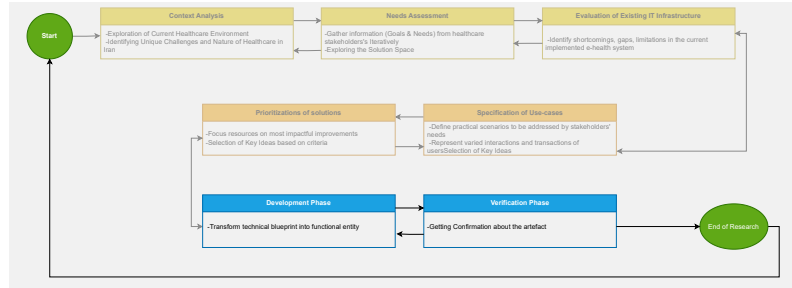 Start
Context Analysis
-Exploration of Current Healthcare Environment
-Identifying Unique Challenges and Nature of Healthcare in
Iran
Needs Assessment
-Gather information (Goals & Needs) from healthcare
stakeholders's Iteratively
-Exploring the Solution Space
Evaluation of Existing IT Infrastructure
-Identify shortcomings, gaps, limitations in the current
implemented e-health system
Prioritisations of solutions
-Focus resources on most impactful improvements
-Selection of Key Ideas based on criteria
Specification of Use-cases
-Define practical scenarios to be addressed by stakeholders'
needs
-Represent varied interactions and transactions of
usersSelection of Key Ideas
Development Phase
-Transform technical blueprint into functional entity
Verification Phase
-Getting Confirmation about the artefact
End of Research